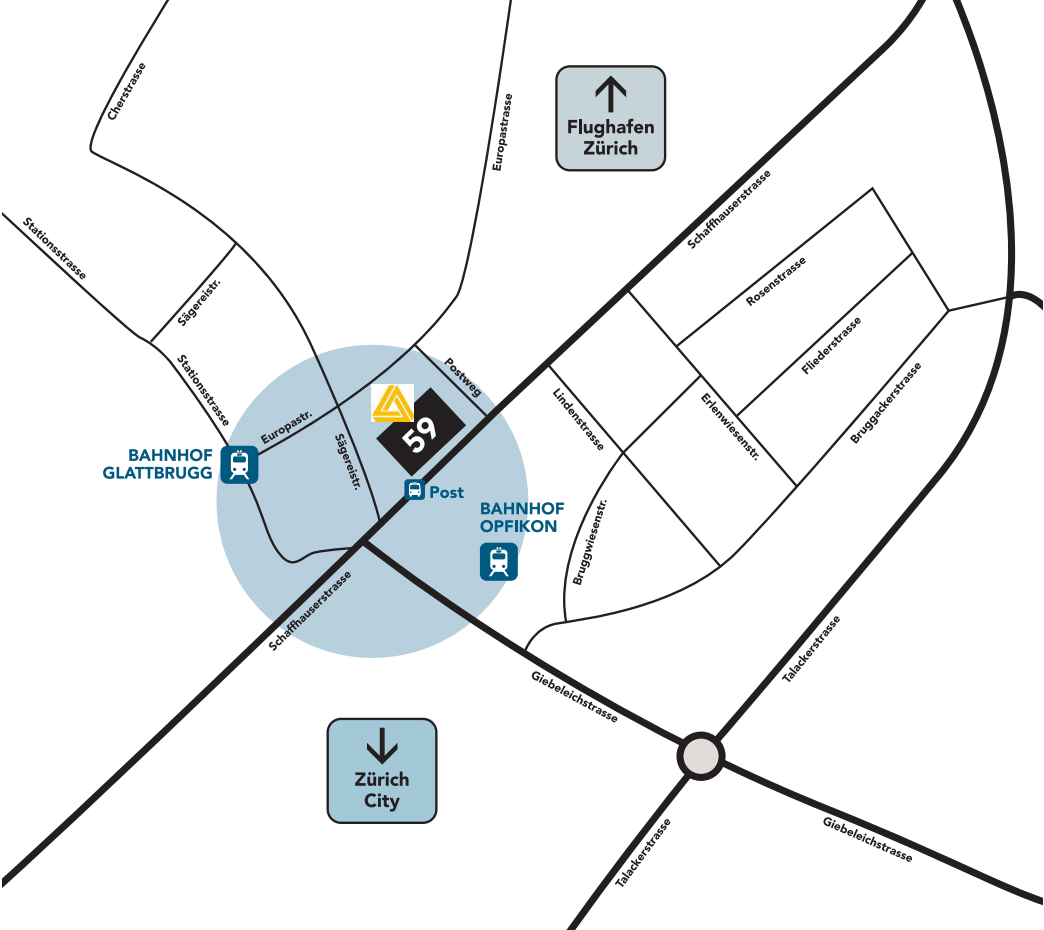 Cherstrasse
Europastrasse
Flughafen
Zürich
Schaffhauserstrasse
Stationsstrasse
Sägereistr.
Rosenstrasse
Fliederstrasse
Stationsstrasse
Postweg
Lindenstrasse
Erlenwiesenstr.
Bruggackerstrasse
Europastr.
59
Sägereistr.
BAHNHOF
GLATTBRUGG
Post
BAHNHOF
OPFIKON
Bruggwiesenstr.
Schaffhauserstrasse
Giebeleichstrasse
Talackerstrasse
Zürich
City
Talackerstrasse
Giebeleichstrasse